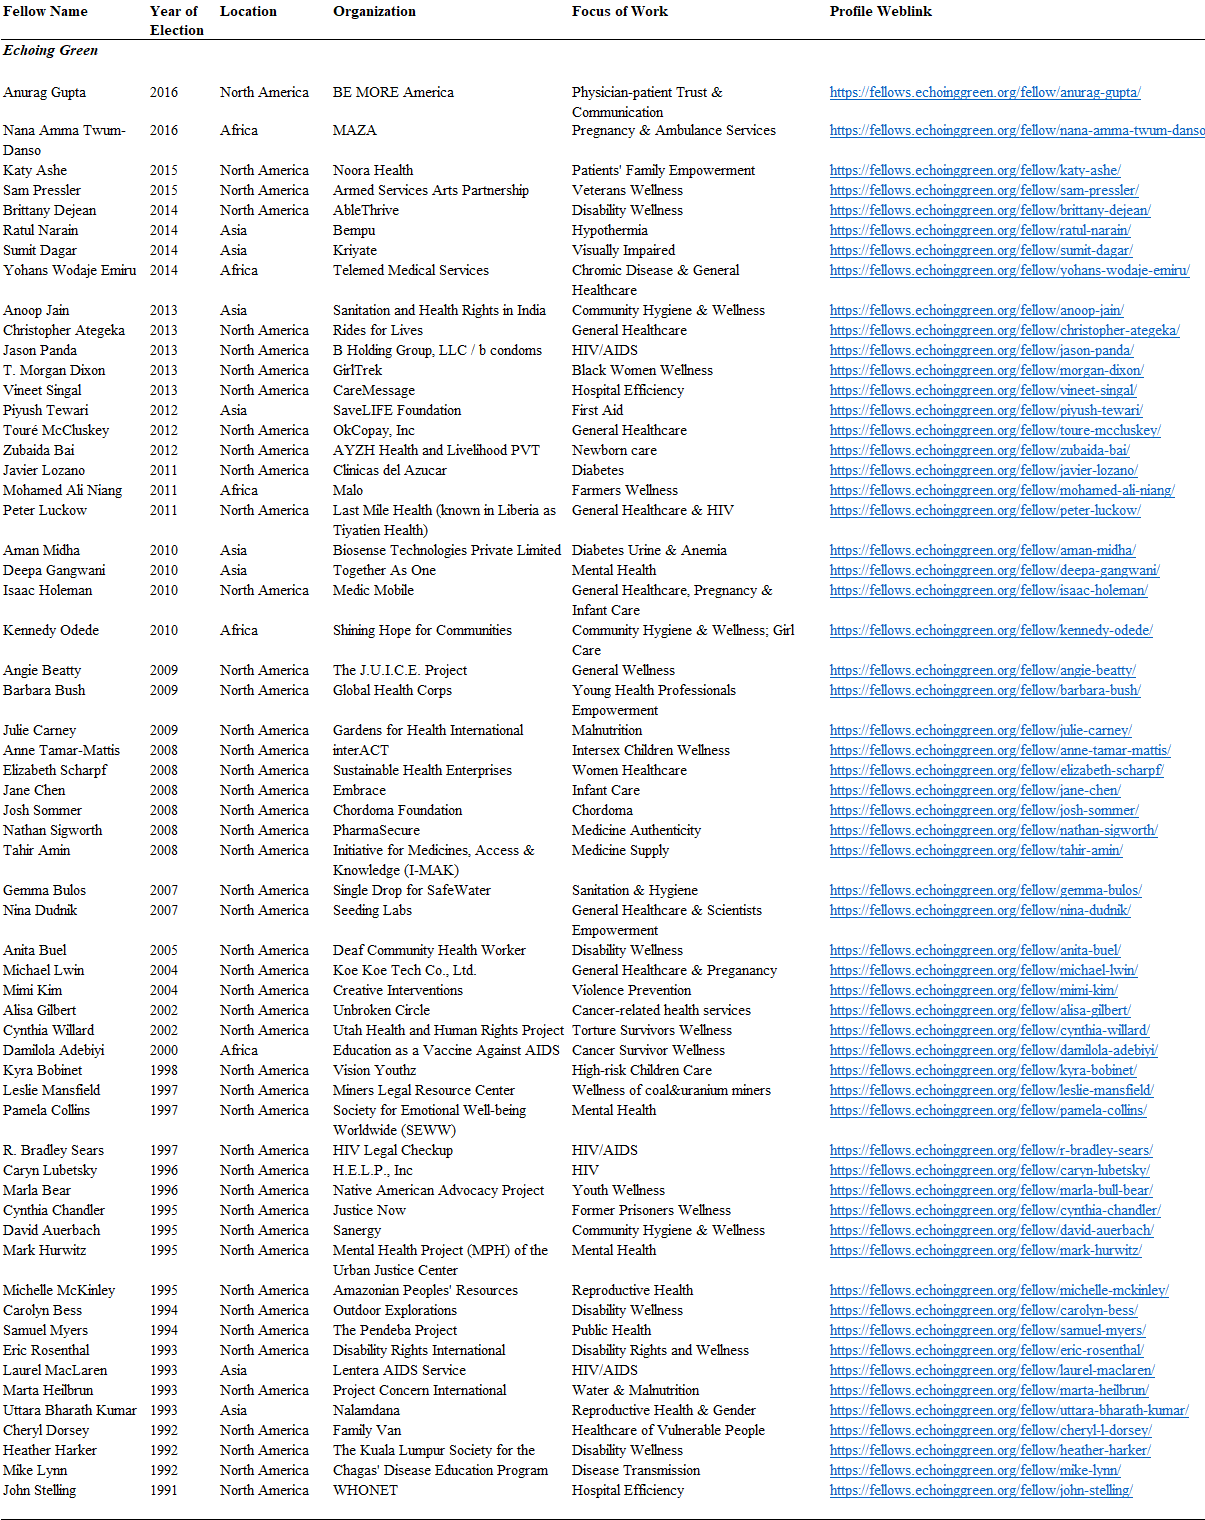 Fellow Name Year of Location Organization Focus of Work Profile Weblink
Election
Echoing Green
Anurag Gupta 2016 North America BE MORE America Physician-patient Trust & https://fellows.echoinggreen.org/fellow/anurag-gupta/
Communication
Nana Amma Twum- 2016 Africa MAZA Pregnancy & Ambulance Services https://fellows.echoinggreen.org/fellow/nana-amma-twum-danso
Danso
Katy Ashe 2015 North America Noora Health Patients' Family Empowerment https://fellows.echoinggreen.org/fellow/katy-ashe/
Sam Pressler 2015 North America Armed Services Arts Partnership Veterans Wellness https://fellows.echoinggreen.org/fellow/sam-pressler/
Brittany Dejean 2014 North America AbleThrive Disability Wellness https://fellows.echoinggreen.org/fellow/brittany-dejean/
Ratul Narain 2014 Asia Bempu Hypothermia https://fellows.echoinggreen.org/fellow/ratul-narain/
Sumit Dagar 2014 Asia Kriyate Visually Impaired https://fellows.echoinggreen.org/fellow/sumit-dagar/
Yohans Wodaje Emiru 2014 Africa Telemed Medical Services Chronic Disease & General https://fellows.echoinggreen.org/fellow/yohans-wodaje-emiru/
Healthcare
Anoop Jain 2013 Asia Sanitation and Health Rights in India Community Hygiene & Wellness https://fellows.echoinggreen.org/fellow/anoop-jain/
Christopher Ategeka 2013 North America Rides for Lives General Healthcare https://fellows.echoinggreen.org/fellow/christopher-ategeka/
Jason Panda 2013 North America B Holding Group, LLC / b condoms HIV/AIDS https://fellows.echoinggreen.org/fellow/jason-panda/
T. Morgan Dixon 2013 North America GirlTrek Black Women Wellness https://fellows.echoinggreen.org/fellow/morgan-dixon/
Vineet Singal 2013 North America CareMessage Hospital Efficiency https://fellows.echoinggreen.org/fellow/vineet-singal/
Piyush Tewari 2012 Asia SaveLIFE Foundation First Aid https://fellows.echoinggreen.org/fellow/piyush-tewari/
Touré McCluskey 2012 North America OkCopay, Inc General Healthcare https://fellows.echoinggreen.org/fellow/toure-mccluskey/
Zubaida Bai 2012 North America AYZH Health and Livelihood PVT Newborn care https://fellows.echoinggreen.org/fellow/zubaida-bai/
Javier Lozano 2011 North America Clinicas del Azucar Diabetes https://fellows.echoinggreen.org/fellow/javier-lozano/
Mohamed Ali Niang 2011 Africa Malo Farmers Wellness https://fellows.echoinggreen.org/fellow/mohamed-ali-niang/
Peter Luckow 2011 North America Last Mile Health (known in Liberia as General Healthcare & HIV https://fellows.echoinggreen.org/fellow/peter-luckow/
Tiyatien Health)
Aman Midha 2010 Asia Biosense Technologies Private Limited Diabetes Urine & Anemia https://fellows.echoinggreen.org/fellow/aman-midha/
Deepa Gangwani 2010 Asia Together As One Mental Health https://fellows.echoinggreen.org/fellow/deepa-gangwani/
Isaac Holeman 2010 North America Medic Mobile General Healthcare, Pregnancy & https://fellows.echoinggreen.org/fellow/isaac-holeman/
Infant Care
Kennedy Odede 2010 Africa Shining Hope for Communities Community Hygiene & Wellness; Girl https://fellows.echoinggreen.org/fellow/kennedy-odede/
Care
Angie Beatty 2009 North America The J.U.I.C.E. Project General Wellness https://fellows.echoinggreen.org/fellow/angie-beatty/
Barbara Bush 2009 North America Global Health Corps Young Health Professionals https://fellows.echoinggreen.org/fellow/barbara-bush/
Empowerment
Julie Carney 2009 North America Gardens for Health International Malnutrition https://fellows.echoinggreen.org/fellow/julie-carney/
Anne Tamar-Mattis 2008 North America interACT Intersex Children Wellness https://fellows.echoinggreen.org/fellow/anne-tamar-mattis/
Elizabeth Scharpf 2008 North America Sustainable Health Enterprises Women Healthcare https://fellows.echoinggreen.org/fellow/elizabeth-scharpf/
Jane Chen 2008 North America Embrace Infant Care https://fellows.echoinggreen.org/fellow/jane-chen/
Josh Sommer 2008 North America Chordoma Foundation Chordoma https://fellows.echoinggreen.org/fellow/josh-sommer/
Nathan Sigworth 2008 North America PharmaSecure Medicine Authenticity https://fellows.echoinggreen.org/fellow/nathan-sigworth/
Tahir Amin 2008 North America Initiative for Medicines, Access & Medicine Supply https://fellows.echoinggreen.org/fellow/tahir-amin/
Knowledge (I-MAK)
Gemma Bulos 2007 North America Single Drop for SafeWater Sanitation & Hygiene https://fellows.echoinggreen.org/fellow/gemma-bulos/
Nina Dudnik 2007 North America Seeding Labs General Healthcare & Scientists https://fellows.echoinggreen.org/fellow/nina-dudnik/
Empowerment
Anita Buel 2005 North America Deaf Community Health Worker Disability Wellness https://fellows.echoinggreen.org/fellow/anita-buel/
Michael Lwin 2004 North America Koe Koe Tech Co., Ltd. General Healthcare & Preganancy https://fellows.echoinggreen.org/fellow/michael-lwin/
Mimi Kim 2004 North America Creative Interventions Violence Prevention https://fellows.echoinggreen.org/fellow/mimi-kim/
Alisa Gilbert 2002 North America Unbroken Circle Cancer-related health services https://fellows.echoinggreen.org/fellow/alisa-gilbert/
Cynthia Willard 2002 North America Utah Health and Human Rights Project Torture Survivors Wellness https://fellows.echoinggreen.org/fellow/cynthia-willard/
Damilola Adebiyi 2000 Africa Education as a Vaccine Against AIDS Cancer Survivor Wellness https://fellows.echoinggreen.org/fellow/damilola-adebiyi/
Kyra Bobinet 1998 North America Vision Youthz High-risk Children Care https://fellows.echoinggreen.org/fellow/kyra-bobinet/
Leslie Mansfield 1997 North America Miners Legal Resource Center Wellness of coal&uranium miners https://fellows.echoinggreen.org/fellow/leslie-mansfield/
Pamela Collins 1997 North America Society for Emotional Well-being Mental Health https://fellows.echoinggreen.org/fellow/pamela-collins/
Worldwide (SEWW)
R. Bradley Sears 1997 North America HIV Legal Checkup HIV/AIDS https://fellows.echoinggreen.org/fellow/r-bradley-sears/
Caryn Lubetsky 1996 North America H.E.L.P., Inc HIV https://fellows.echoinggreen.org/fellow/caryn-lubetsky/
Marla Bear 1996 North America Native American Advocacy Project Youth Wellness https://fellows.echoinggreen.org/fellow/marla-bull-bear/
Cynthia Chandler 1995 North America Justice Now Former Prisoners Wellness https://fellows.echoinggreen.org/fellow/cynthia-chandler/
David Auerbach 1995 North America Sanergy Community Hygiene & Wellness https://fellows.echoinggreen.org/fellow/david-auerbach/
Mark Hurwitz 1995 North America Mental Health Project (MPH) of the Mental Health https://fellows.echoinggreen.org/fellow/mark-hurwitz/
Urban Justice Center
Michelle McKinley 1995 North America Amazonian Peoples' Resources Reproductive Health https://fellows.echoinggreen.org/fellow/michelle-mckinley/
Carolyn Bess 1994 North America Outdoor Explorations Disability Wellness https://fellows.echoinggreen.org/fellow/carolyn-bess/
Samuel Myers 1994 North America The Pendeba Project Public Health https://fellows.echoinggreen.org/fellow/samuel-myers/
Eric Rosenthal 1993 North America Disability Rights International Disability Rights and Wellness https://fellows.echoinggreen.org/fellow/eric-rosenthal/
Laurel MacLaren 1993 Asia Lentera AIDS Service HIV/AIDS https://fellows.echoinggreen.org/fellow/laurel-maclaren/
Marta Heilbrun 1993 North America Project Concern International Water & Malnutrition https://fellows.echoinggreen.org/fellow/marta-heilbrun/
Uttara Bharath Kumar 1993 Asia Nalamdana Reproductive Health & Gender https://fellows.echoinggreen.org/fellow/uttara-bharath-kumar/
Cheryl Dorsey 1992 North America Family Van Healthcare of Vulnerable People https://fellows.echoinggreen.org/fellow/cheryl-l-dorsey/
Heather Harker 1992 North America The Kuala Lumpur Society for the Disability Wellness https://fellows.echoinggreen.org/fellow/heather-harker/
Mike Lynn 1992 North America Chagas' Disease Education Program Disease Transmission https://fellows.echoinggreen.org/fellow/mike-lynn/
John Stelling 1991 North America WHONET Hospital Efficiency https://fellows.echoinggreen.org/fellow/john-stelling/